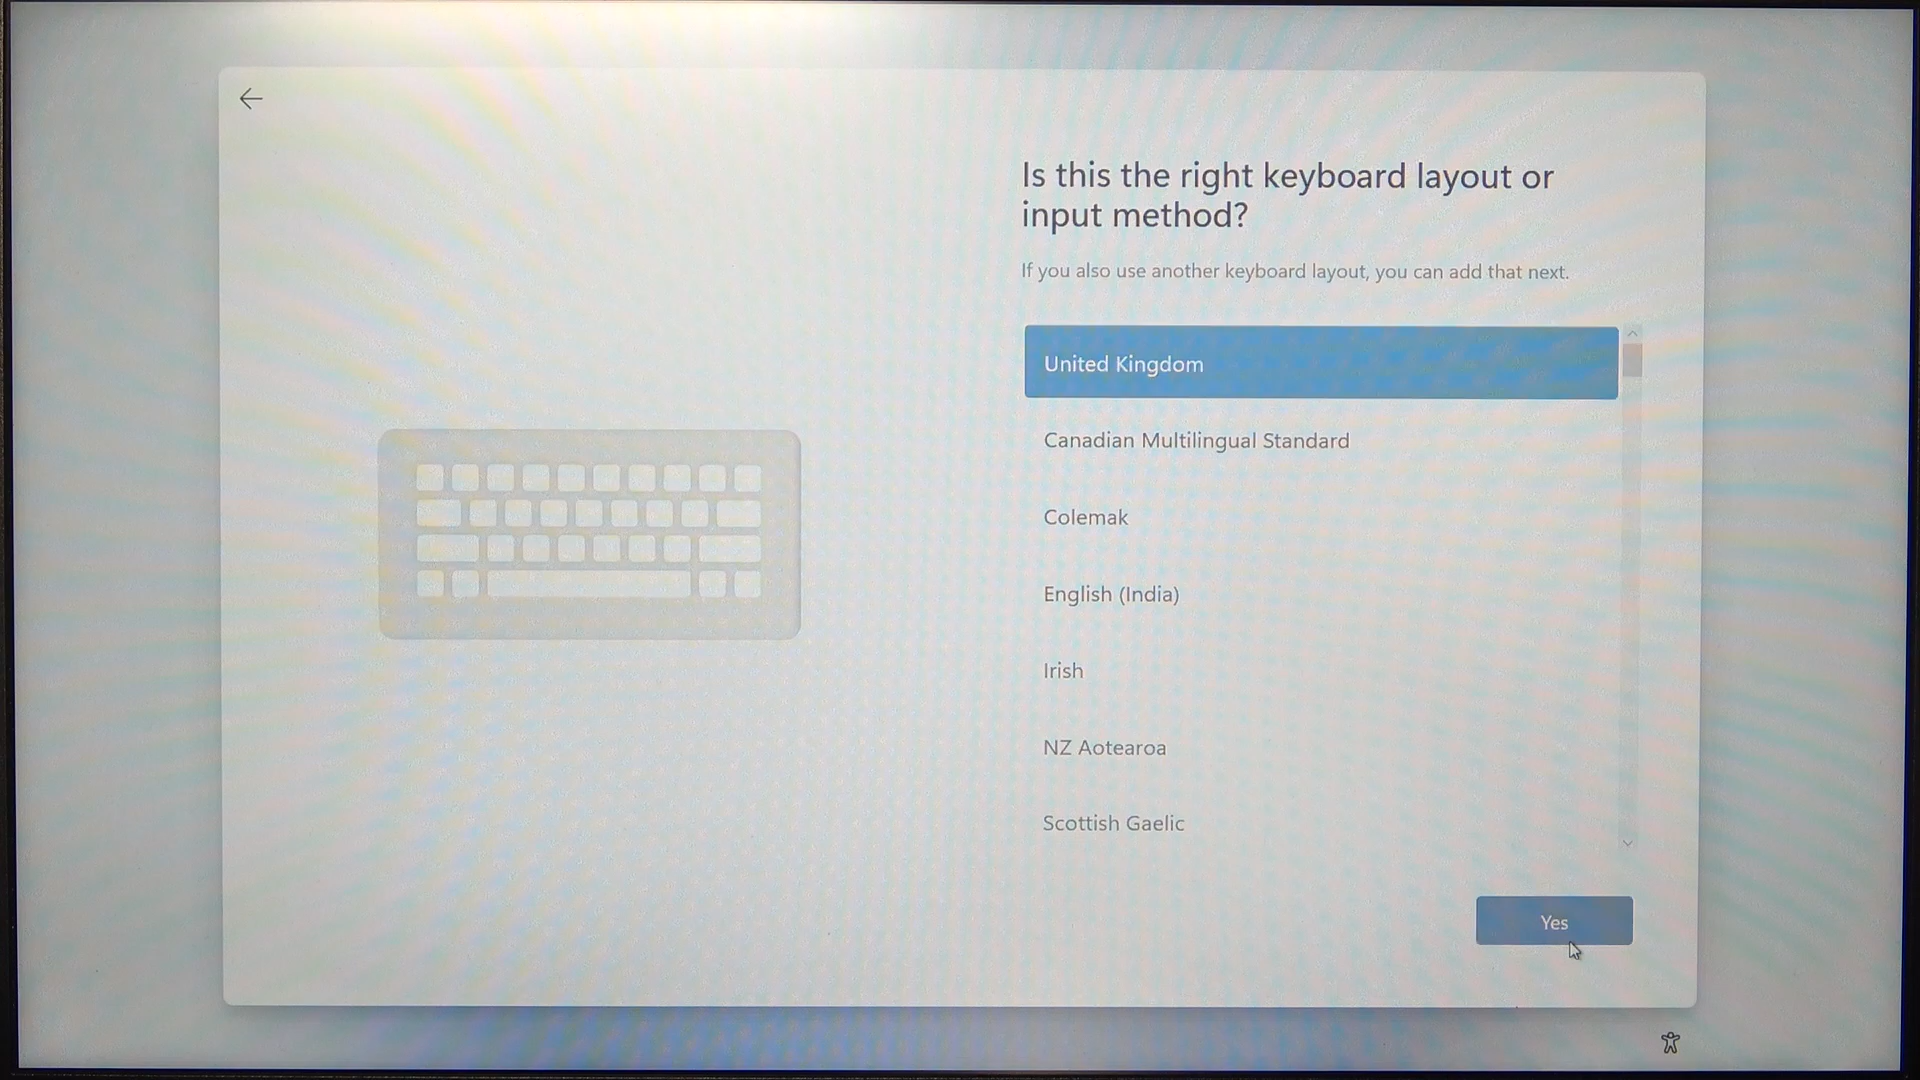 Is this the right keyboard layout or
input method?
If you also use another keyboard layout, you can add that next.
United Kingdom
Canadian Multilingual Standard
Colemak
English (India)
Irish
NZ Aotearoa
Scottish Gaelic
Yes